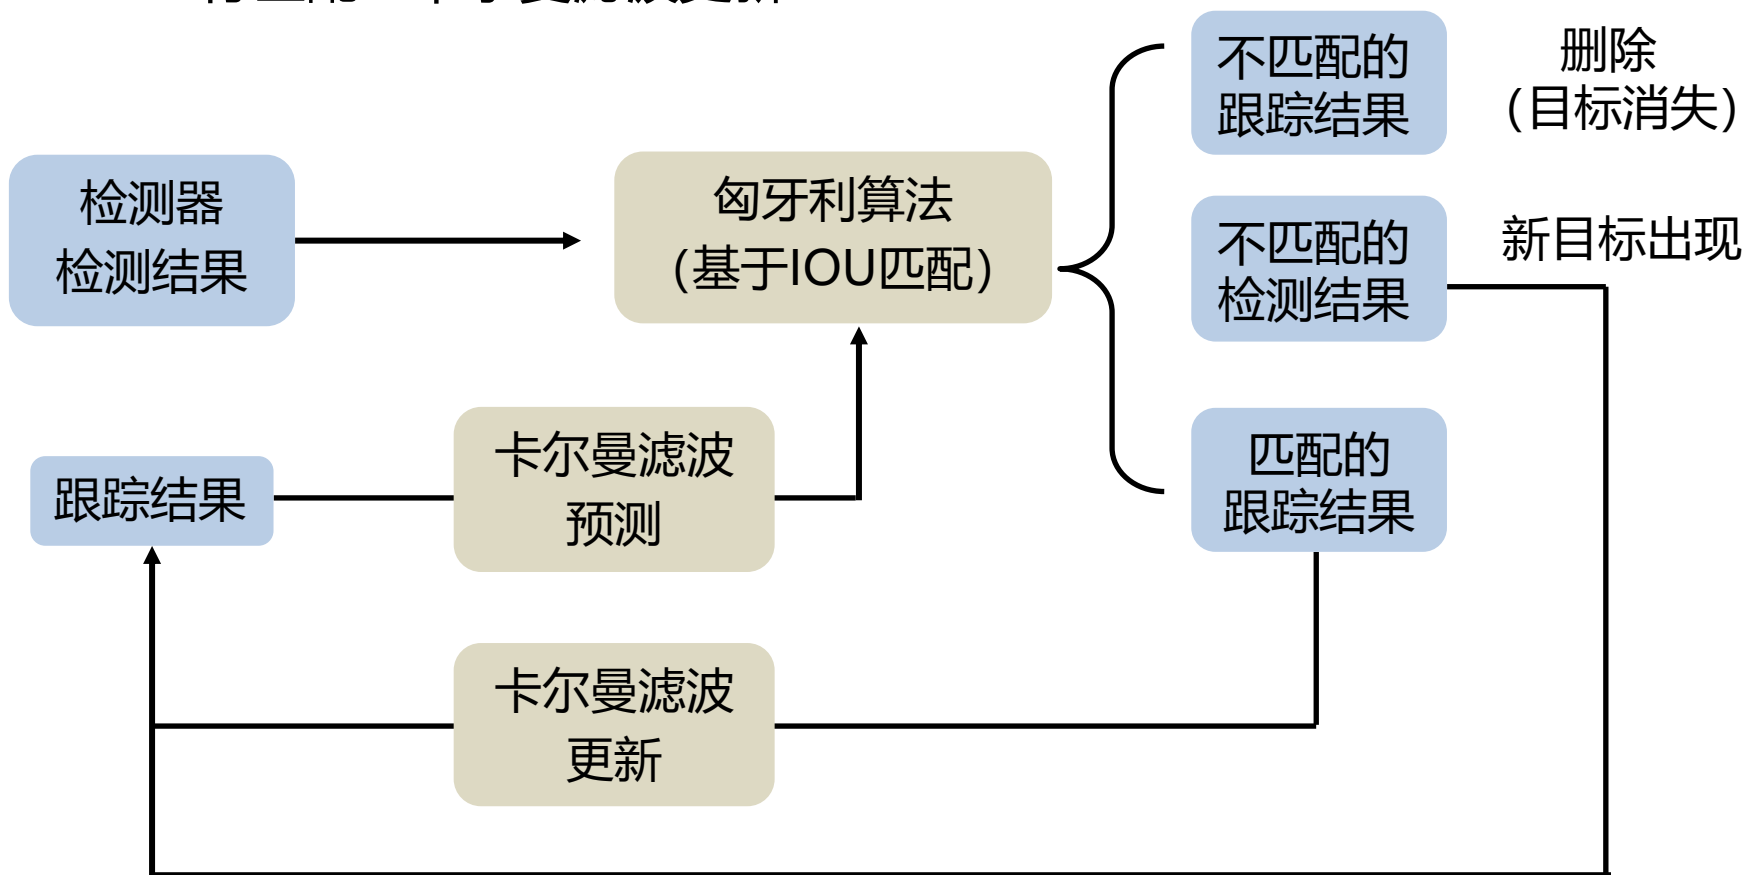 不匹配的
跟踪结果
删除
（目标消失）
检测器
检测结果
匈牙利算法
（基于IOU匹配）
不匹配的
检测结果
新目标出现
跟踪结果
卡尔曼滤波
预测
匹配的
跟踪结果
卡尔曼滤波
更新